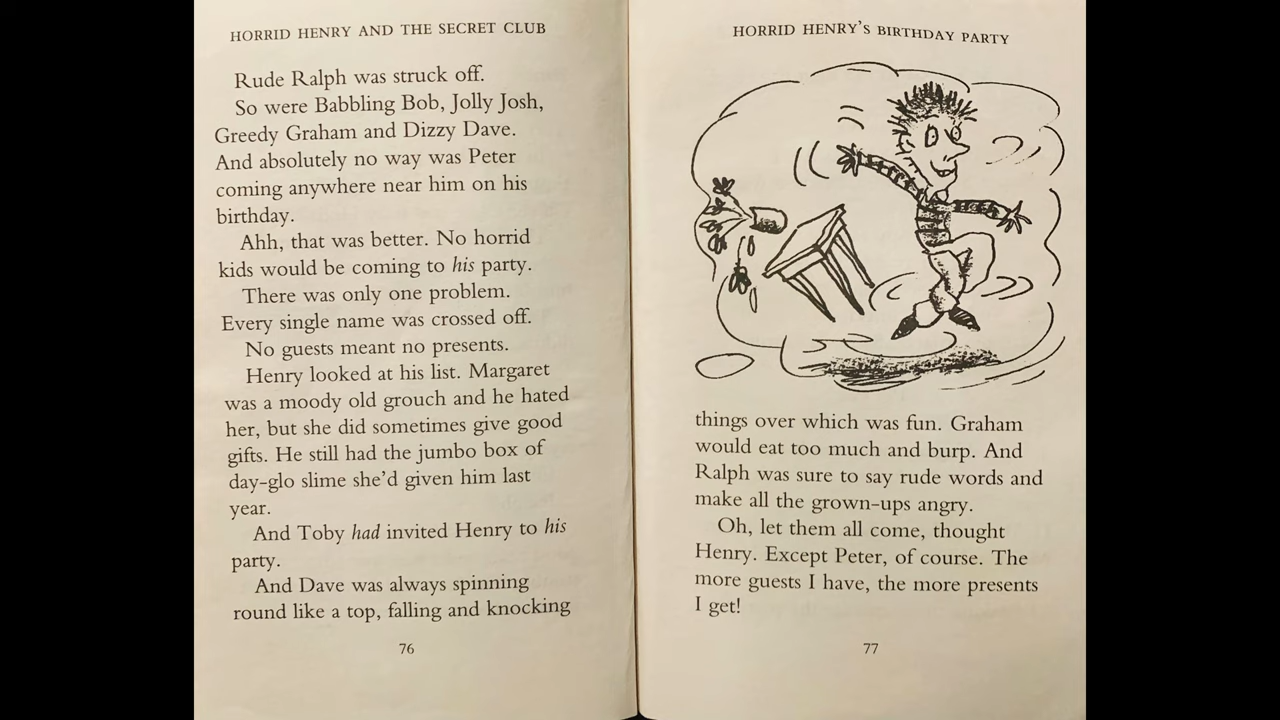 HORRID HENRY AND THE SECRET CLUB
Rude Ralph was struck off.
So were Babbling Bob, Jolly Josh,
Greedy Graham and Dizzy Dave.
And absolutely no way was Peter
coming anywhere near him on his
birthday.
Ahh, that was better. No horrid
kids would be coming to his party.
There was only one problem.
Every single name was crossed off.
No guests meant no presents.
Henry looked at his list. Margaret
was a moody old grouch and he hated
her, but she did sometimes give good
gifts. He still had the jumbo box of
day-glo slime she'd given him last
year.
And Toby had invited Henry to his
party.
And Dave was always spinning
round like a top, falling and knocking
76
HORRID HENRY'S BIRTHDAY PARTY
things over which was fun. Graham
would eat too much and burp. And
Ralph was sure to say rude words and
make all the grown-ups angry.
Oh, let them all come, thought
Henry. Except Peter, of course. The
more guests I have, the more presents
I get!
77